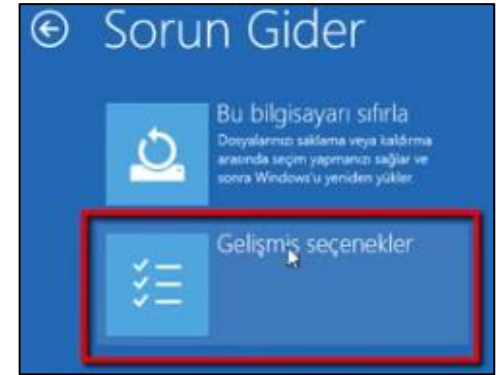 Sorun Gider
Bu bilgisayarı sıfırla
Dosyalarınızı saklama veya kaldırma
arasında seçim yapmanızı sağlar ve
sonra Windows'u yeniden yükler.
Gelişmiş seçenekler